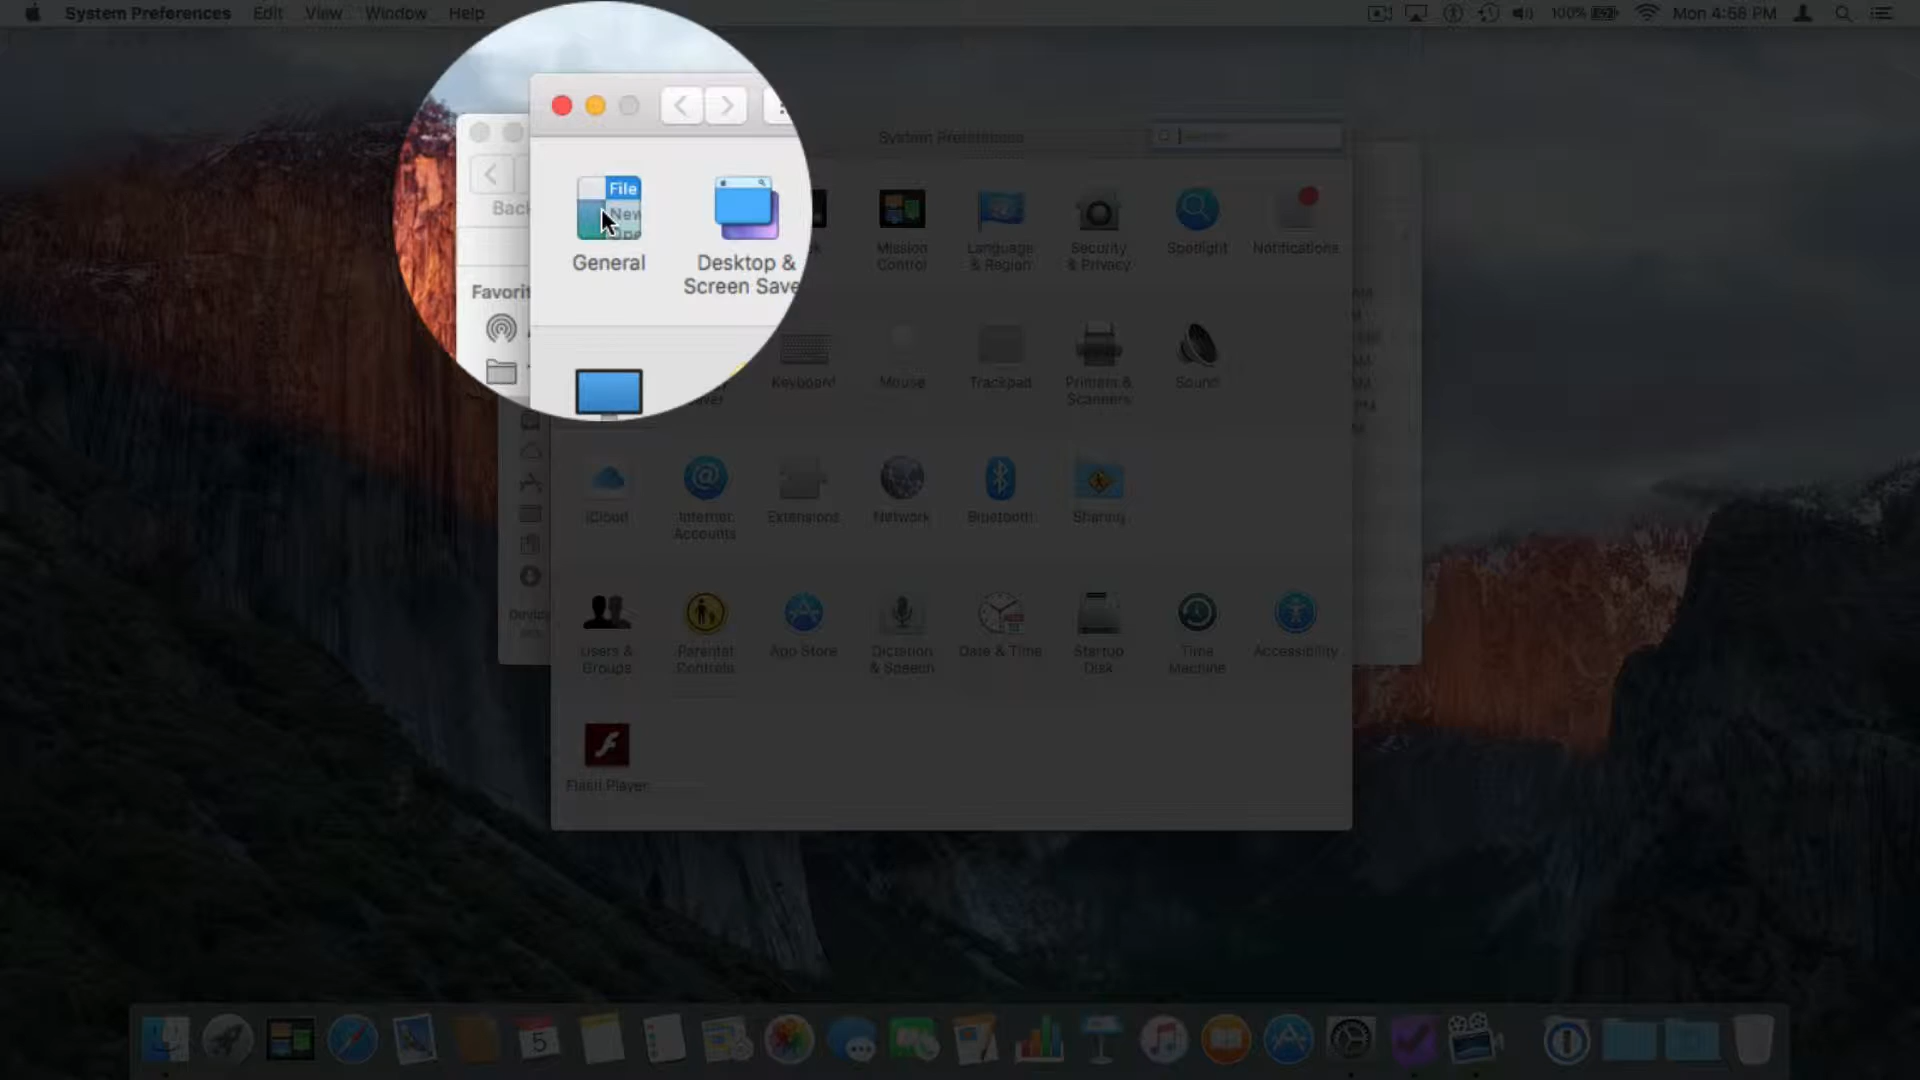 System Preferences Edit View Window Help
100% Mon 4:58 PM
System Preferences
Back
File
New
Ope
General
Desktop &
Screen Save
Mission
Control
Language
& Region
Security
& Privacy
Spotlight
Notifications
Favorit
Keyboard
Mouse
Trackpad
Printers &
Scanners
Sound
iCloud
Internet
Accounts
Extensions
Network
Bluetooth
Sharing
Devic
Users &
Groups
Parental
Controls
App Store
Dictation
& Speech
Date & Time
Startup
Disk
Time
Machine
Accessibility
Flash Player
5